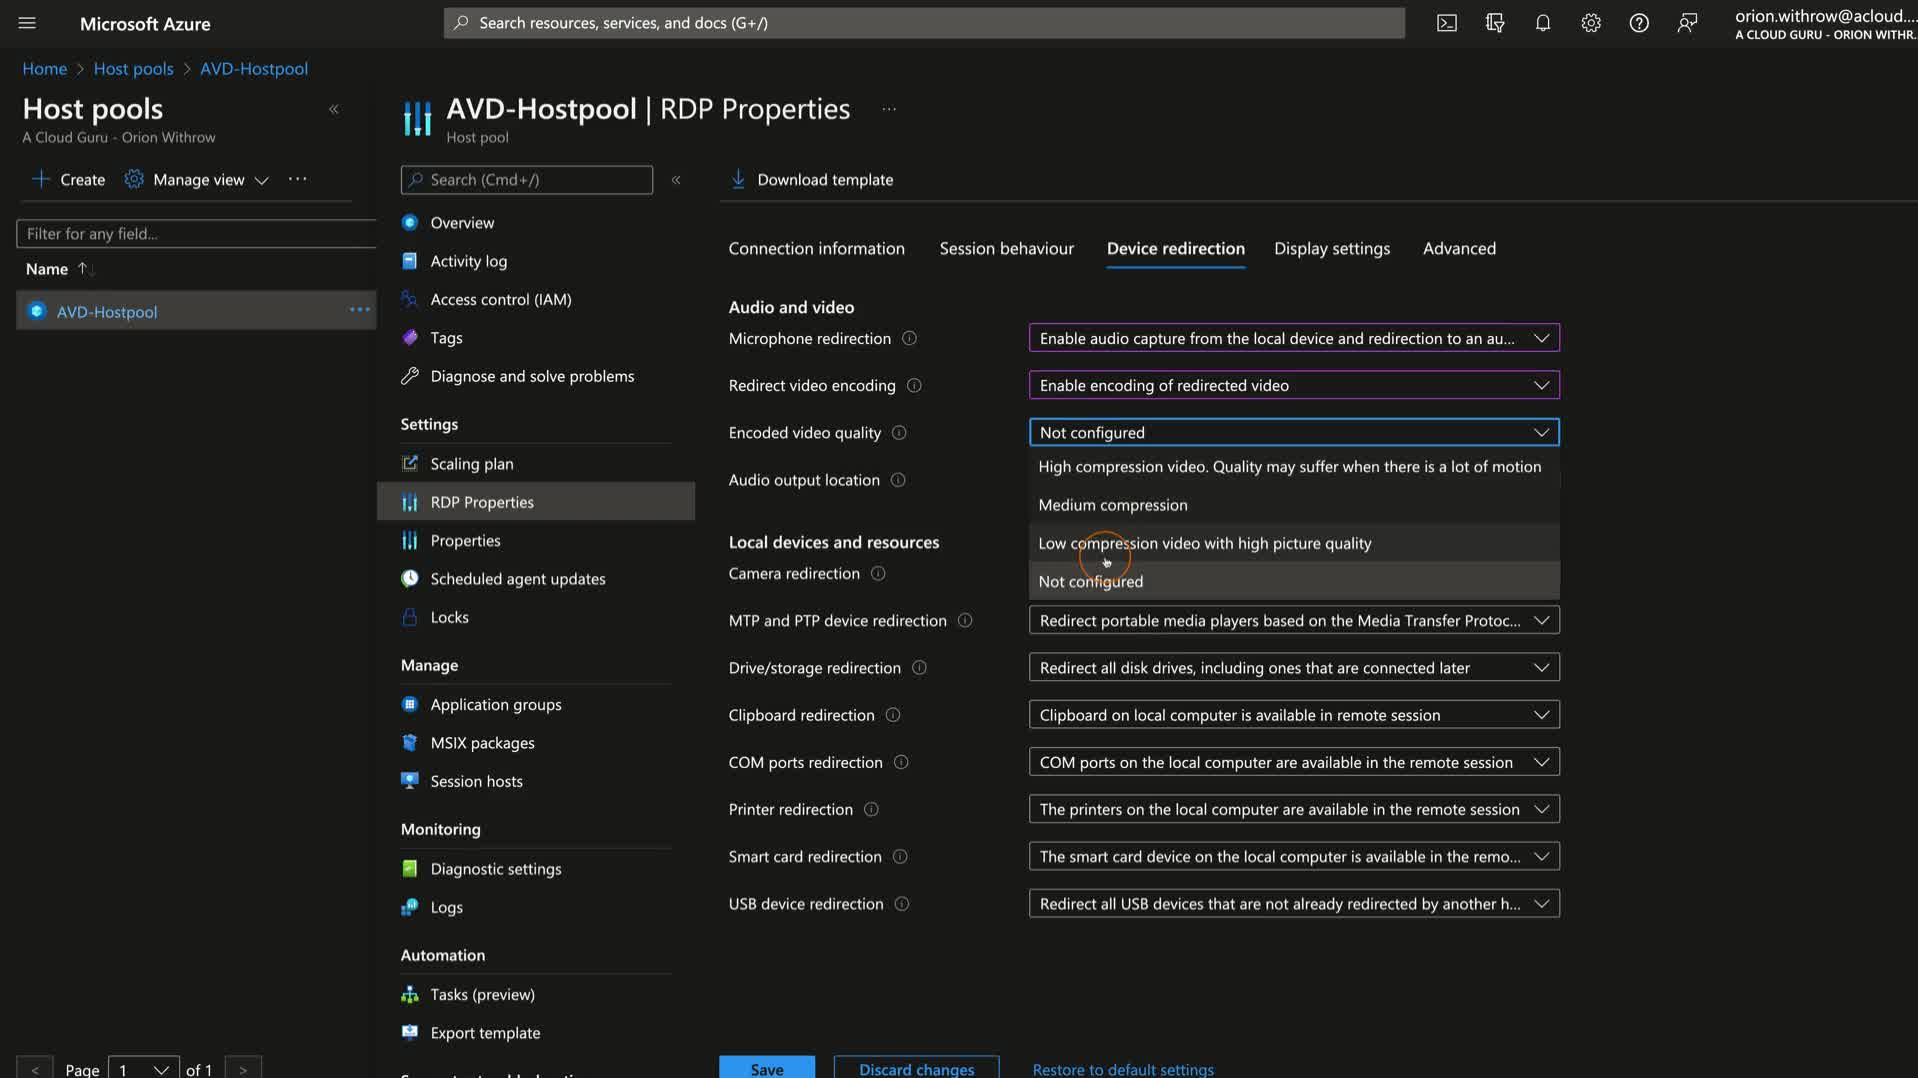 Microsoft Azure
Search resources, services, and docs (G+/)
orion.withrow@acloud....
A CLOUD GURU - ORION WITHR...
Home > Host pools > AVD-Hostpool
Host pools
A Cloud Guru - Orion Withrow
Create
Manage view
Filter for any field...
Name
AVD-Hostpool
< Page 1 of 1 >
AVD-Hostpool | RDP Properties
Host pool
Search (Cmd+/)
Overview
Activity log
Access control (IAM)
Tags
Diagnose and solve problems
Settings
Scaling plan
RDP Properties
Properties
Scheduled agent updates
Locks
Manage
Application groups
MSIX packages
Session hosts
Monitoring
Diagnostic settings
Logs
Automation
Tasks (preview)
Export template
Download template
Connection information
Session behaviour
Device redirection
Display settings
Advanced
Audio and video
Microphone redirection
Enable audio capture from the local device and redirection to an au...
Redirect video encoding
Enable encoding of redirected video
Encoded video quality
Not configured
High compression video. Quality may suffer when there is a lot of motion
Medium compression
Low compression video with high picture quality
Not configured
Audio output location
Local devices and resources
Camera redirection
MTP and PTP device redirection
Redirect portable media players based on the Media Transfer Protoc...
Drive/storage redirection
Redirect all disk drives, including ones that are connected later
Clipboard redirection
Clipboard on local computer is available in remote session
COM ports redirection
COM ports on the local computer are available in the remote session
Printer redirection
The printers on the local computer are available in the remote session
Smart card redirection
The smart card device on the local computer is available in the remo...
USB device redirection
Redirect all USB devices that are not already redirected by another h...
Save
Discard changes
Restore to default settings